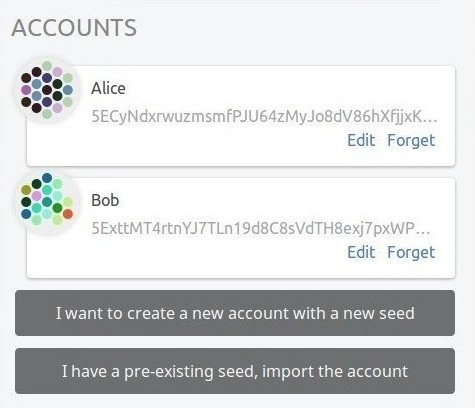 ACCOUNTS
Alice
5ECyNdxrwuzmsmfPJU64zMyJo8dV86hXfjjxK...
Edit Forget
Bob
5ExttMT4rtnYJ7TLn19d8C8sVdTH8exj7pxWP...
Edit Forget
I want to create a new account with a new seed
I have a pre-existing seed, import the account